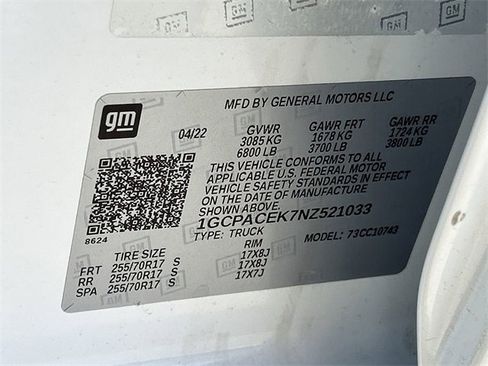 gm
MFD BY GENERAL MOTORS LLC
04/22 GVWR GAWR FRT GAWR RR
3085 KG 1678 KG 1724 KG
6800 LB 3700 LB 3800 LB
THIS VEHICLE CONFORMS TO ALL
APPLICABLE U.S. FEDERAL MOTOR
VEHICLE SAFETY STANDARDS IN EFFECT
ON THE DATE OF MANUFACTURE
SHOWN ABOVE.
1GCPACEK7NZ521033
TYPE: TRUCK MODEL: 73CC10743
8624
TIRE SIZE RIM
FRT 255/70R17 S 17X8J
RR 255/70R17 S 17X8J
SPA 255/70R17 S 17X7J